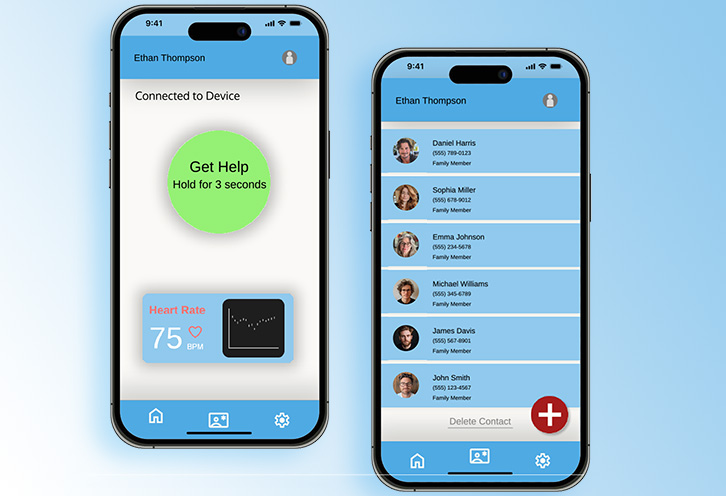 9:41
Ethan Thompson
Connected to Device
Get Help
Hold for 3 seconds
Heart Rate
75
BPM
9:41
Ethan Thompson
Daniel Harris
(555) 789-0123
Family Member
Sophia Miller
(555) 678-9012
Family Member
Emma Johnson
(555) 234-5678
Family Member
Michael Williams
(555) 345-6789
Family Member
James Davis
(555) 567-8901
Family Member
John Smith
(555) 123-4567
Family Member
Delete Contact